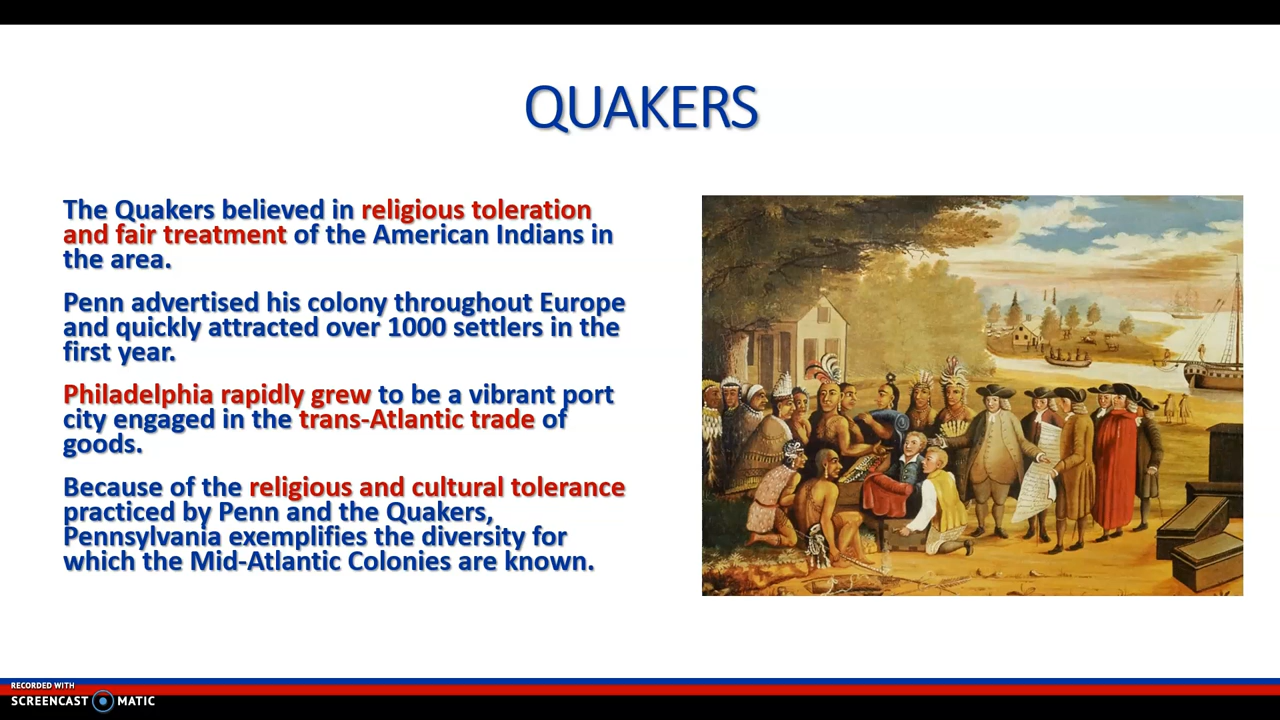 QUAKERS
The Quakers believed in religious toleration
and fair treatment of the American Indians in
the area.
Penn advertised his colony throughout Europe
and quickly attracted over 1000 settlers in the
first year.
Philadelphia rapidly grew to be a vibrant port
city engaged in the trans-Atlantic trade of
goods.
Because of the religious and cultural tolerance
practiced by Penn and the Quakers,
Pennsylvania exemplifies the diversity for
which the Mid-Atlantic Colonies are known.
RECORDED WITH
SCREENCAST MATIC